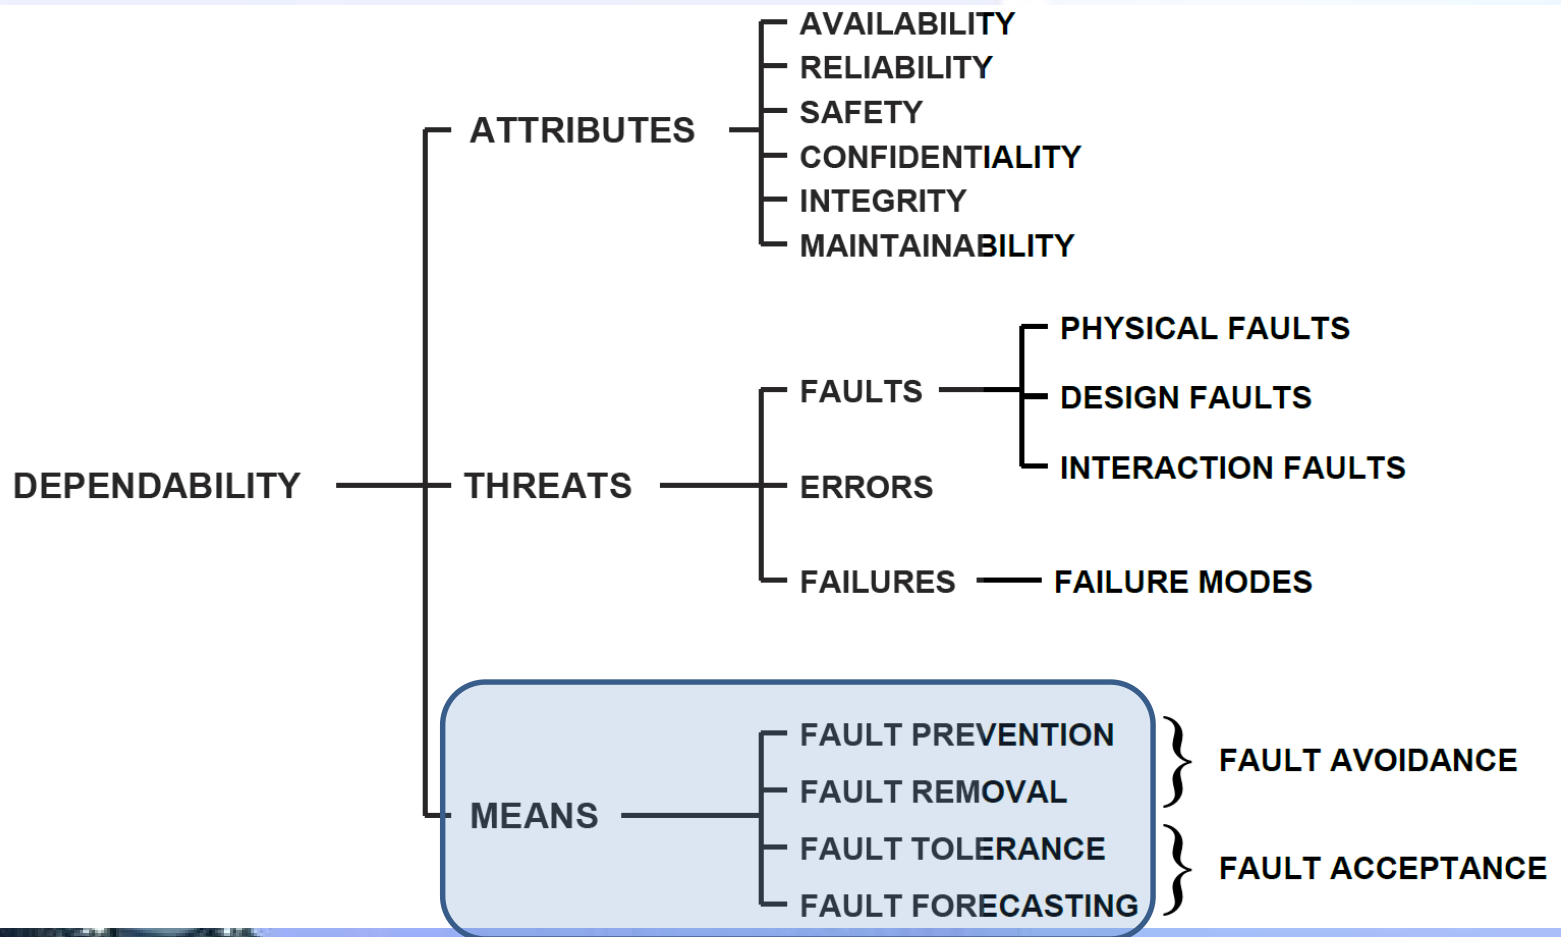 AVAILABILITY
RELIABILITY
SAFETY
ATTRIBUTES
CONFIDENTIALITY
INTEGRITY
MAINTAINABILITY
PHYSICAL FAULTS
FAULTS
DESIGN FAULTS
INTERACTION FAULTS
DEPENDABILITY
THREATS
ERRORS
FAILURES
FAILURE MODES
FAULT PREVENTION
FAULT AVOIDANCE
FAULT REMOVAL
MEANS
FAULT TOLERANCE
FAULT ACCEPTANCE
FAULT FORECASTING